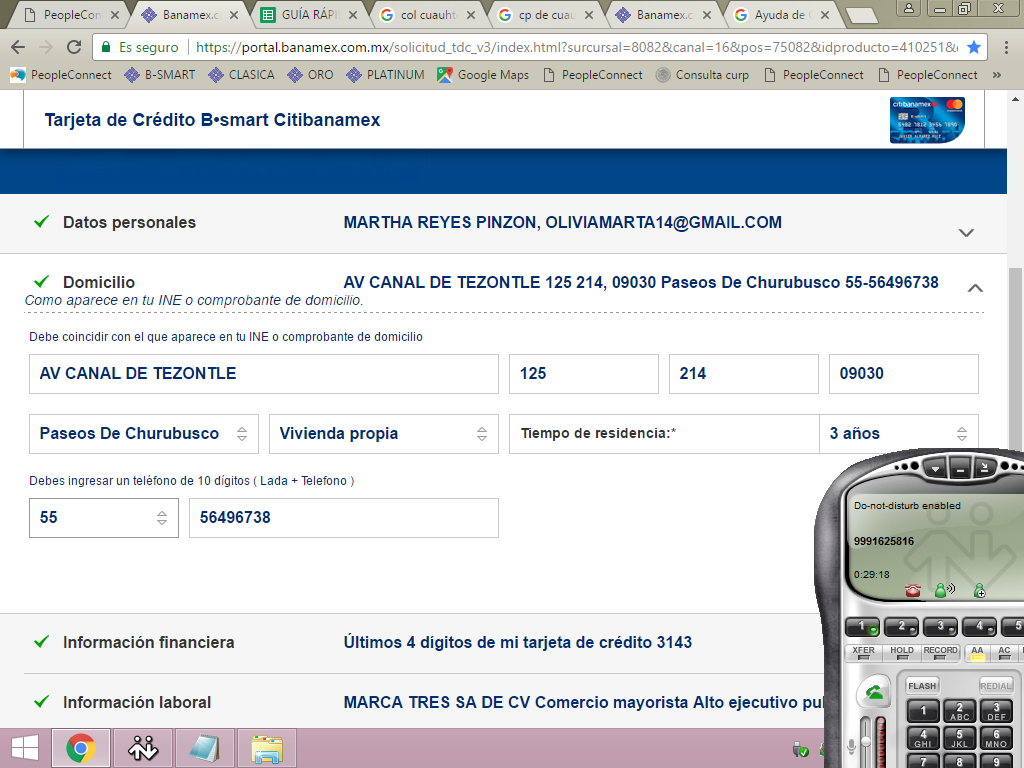 PeopleCon
Banamex.c
GUÍA RÁPI
col cuauht
cp de cuau
Banamex.c
Ayuda de
Es seguro
https://portal.banamex.com.mx/solicitud_tdc_v3/index.html?surcursal=8082&canal=16&pos=75082&idproducto=410251&
PeopleConnect
B-SMART
CLASICA
ORO
PLATINUM
Google Maps
PeopleConnect
Consulta curp
PeopleConnect
PeopleConnect
»
Tarjeta de Crédito B•smart Citibanamex
citibanamex
Datos personales
MARTHA REYES PINZON, OLIVIAMARTA14@GMAIL.COM
Domicilio
AV CANAL DE TEZONTLE 125 214, 09030 Paseos De Churubusco 55-56496738
Como aparece en tu INE o comprobante de domicilio.
Debe coincidir con el que aparece en tu INE o comprobante de domicilio
AV CANAL DE TEZONTLE
125
214
09030
Paseos De Churubusco
Vivienda propia
Tiempo de residencia:*
3 años
Debes ingresar un teléfono de 10 dígitos ( Lada + Telefono )
55
56496738
Información financiera
Últimos 4 dígitos de mi tarjeta de crédito 3143
Información laboral
MARCA TRES SA DE CV Comercio mayorista Alto ejecutivo pul
Do-not-disturb enabled
9991625816
0:29:18
1 2 3 4 5
XFER HOLD RECORD AA AC
FLASH REDIAL
1 2 3
ABC DEF
4 5 6
GHI JKL MNO
7 8 9